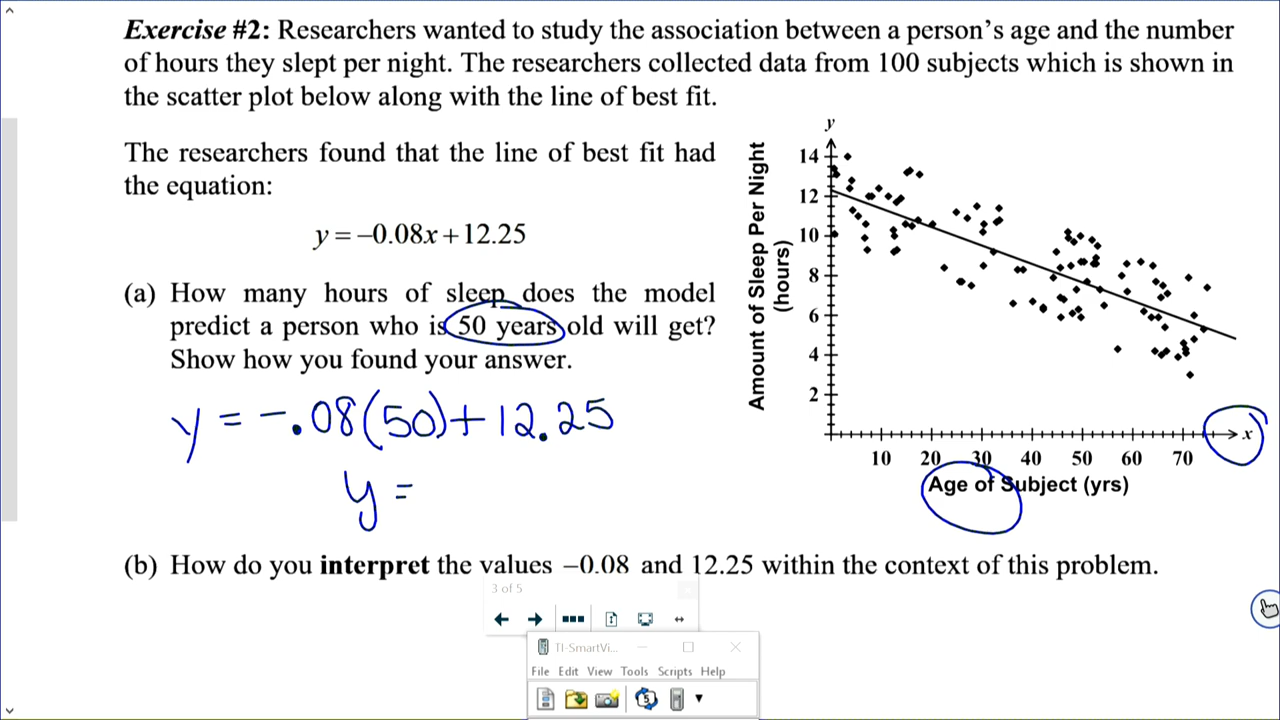 Exercise #2: Researchers wanted to study the association between a person's age and the number
of hours they slept per night. The researchers collected data from 100 subjects which is shown in
the scatter plot below along with the line of best fit.
The researchers found that the line of best fit had
the equation:
y = –0.08x + 12.25
(a) How many hours of sleep does the model
predict a person who is 50 years old will get?
Show how you found your answer.
y = -.08(50)+12.25
y =
y
Amount of Sleep Per Night
(hours)
14
12
10
8
6
4
2
x
10 20 30 40 50 60 70
Age of Subject (yrs)
(b) How do you interpret the values –0.08 and 12.25 within the context of this problem.
3 of 5
TI-SmartVi...
File Edit View Tools Scripts Help
5